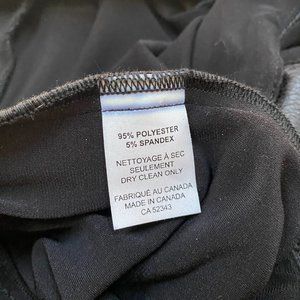 95% POLYESTER
5% SPANDEX
NETTOYAGE À SEC
SEULEMENT
DRY CLEAN ONLY
FABRIQUÉ AU CANADA
MADE IN CANADA
CA 52343